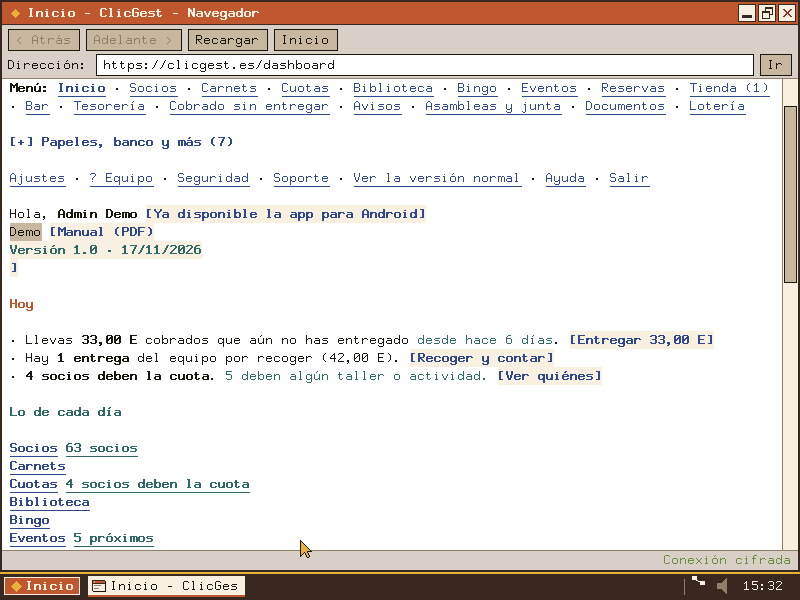 Inicio - ClicGest - Navegador
< Atrás Adelante > Recargar Inicio
Dirección: https://clicgest.es/dashboard Ir
Menú: Inicio · Socios · Carnets · Cuotas · Biblioteca · Bingo · Eventos · Reservas · Tienda (1)
· Bar · Tesorería · Cobrado sin entregar · Avisos · Asambleas y junta · Documentos · Lotería
[+] Papeles, banco y más (7)
Ajustes · ? Equipo · Seguridad · Soporte · Ver la versión normal · Ayuda · Salir
Hola, Admin Demo [Ya disponible la app para Android]
Demo [Manual (PDF)
Versión 1.0 · 17/11/2026
]
Hoy
· Llevas 33,00 E cobrados que aún no has entregado desde hace 6 días. [Entregar 33,00 E]
· Hay 1 entrega del equipo por recoger (42,00 E). [Recoger y contar]
· 4 socios deben la cuota. 5 deben algún taller o actividad. [Ver quiénes]
Lo de cada día
Socios 63 socios
Carnets
Cuotas 4 socios deben la cuota
Biblioteca
Bingo
Eventos 5 próximos
Conexión cifrada
Inicio Inicio - ClicGes 15:32